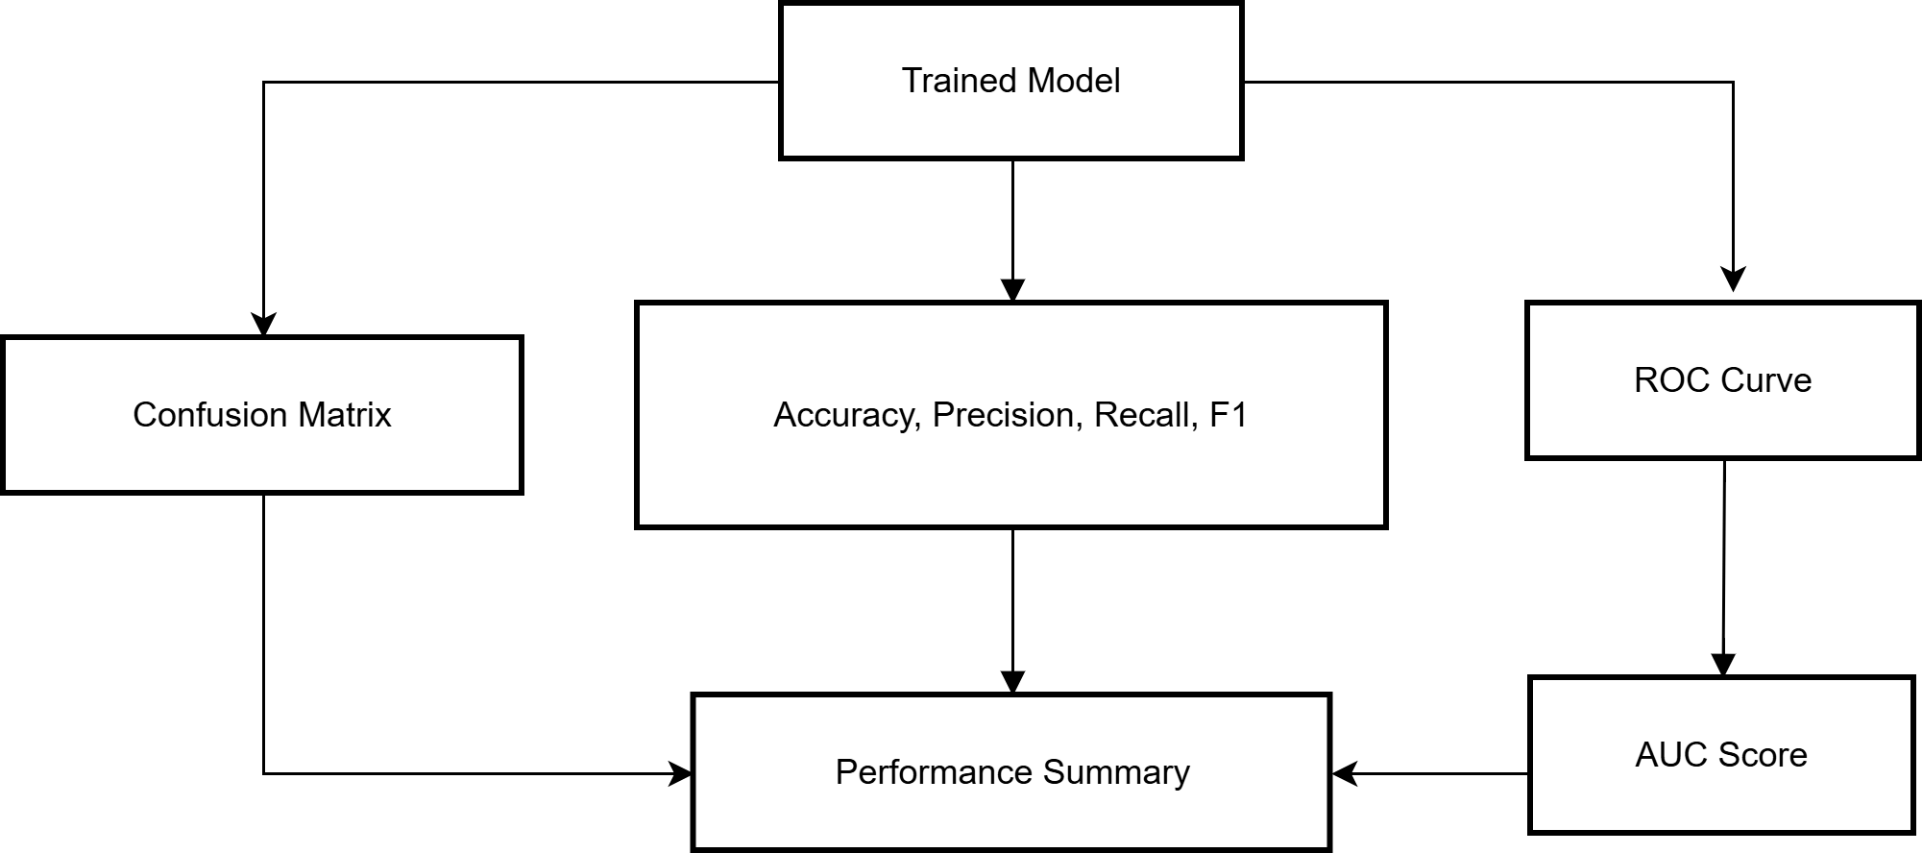 Trained Model
Confusion Matrix
Accuracy, Precision, Recall, F1
ROC Curve
Performance Summary
AUC Score